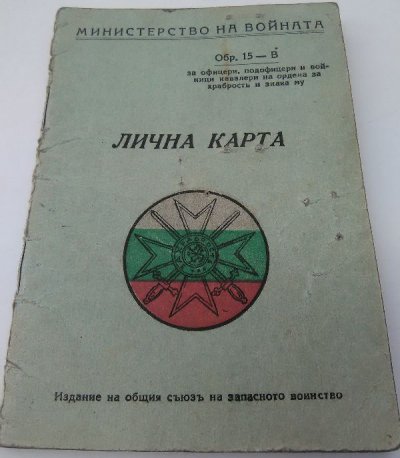 МИНИСТЕРСТВО НА ВОЙНАТА
Обр. 15 — В
за офицери, подофицери и вой-
ници кавалери на ордена за
храбрость и знака му
ЛИЧНА КАРТА
Издание на общия съюзъ на запасното воинство